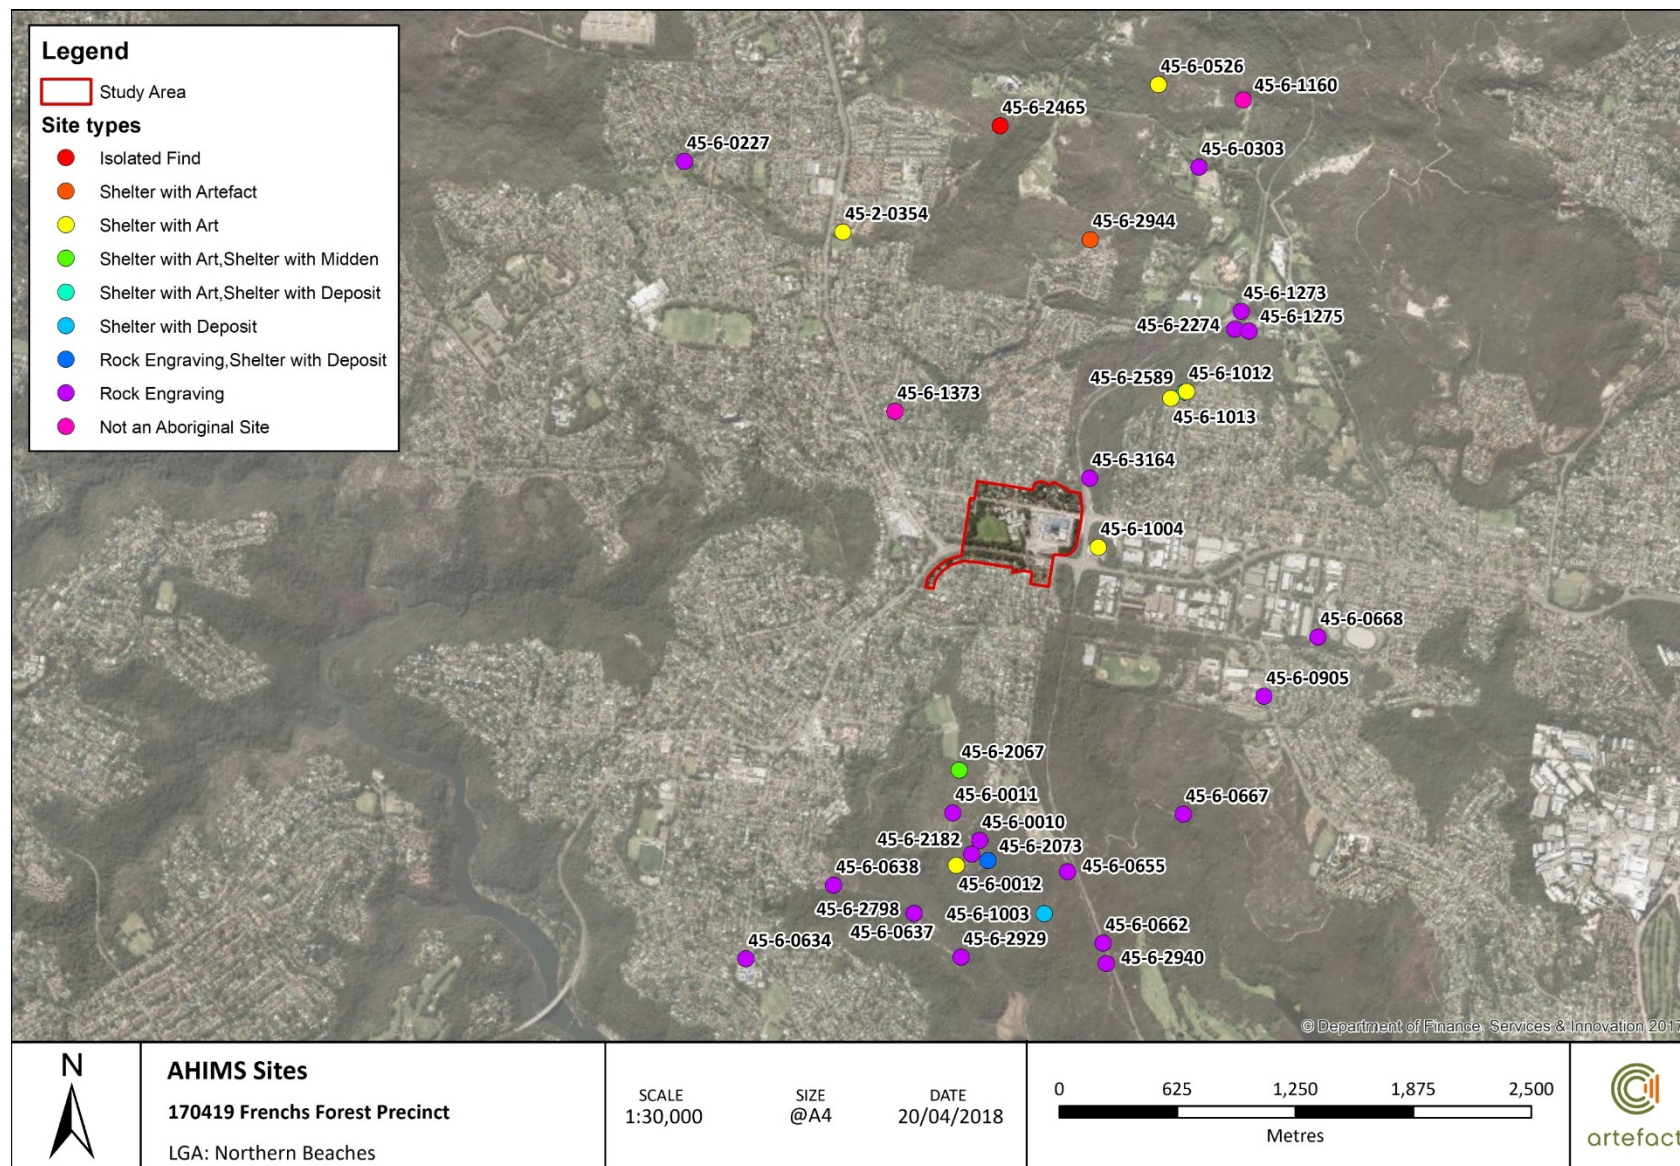 Legend
Study Area
Site types
Isolated Find
Shelter with Artefact
Shelter with Art
Shelter with Art,Shelter with Midden
Shelter with Art,Shelter with Deposit
Shelter with Deposit
Rock Engraving,Shelter with Deposit
Rock Engraving
Not an Aboriginal Site
45-6-0526
45-6-1160
45-6-2465
45-6-0227
45-6-0303
45-2-0354
45-6-2944
45-6-1273
45-6-2274
45-6-1275
45-6-2589
45-6-1012
45-6-1013
45-6-1373
45-6-3164
45-6-1004
45-6-0668
45-6-0905
45-6-2067
45-6-0011
45-6-0667
45-6-0010
45-6-2182
45-6-2073
45-6-0638
45-6-0655
45-6-0012
45-6-2798
45-6-1003
45-6-0637
45-6-0662
45-6-0634
45-6-2929
45-6-2940
© Department of Finance, Services & Innovation 2017
N
AHIMS Sites
170419 Frenchs Forest Precinct
LGA: Northern Beaches
SCALE
1:30,000
SIZE
@A4
DATE
20/04/2018
0 625 1,250 1,875 2,500
Metres
artefact